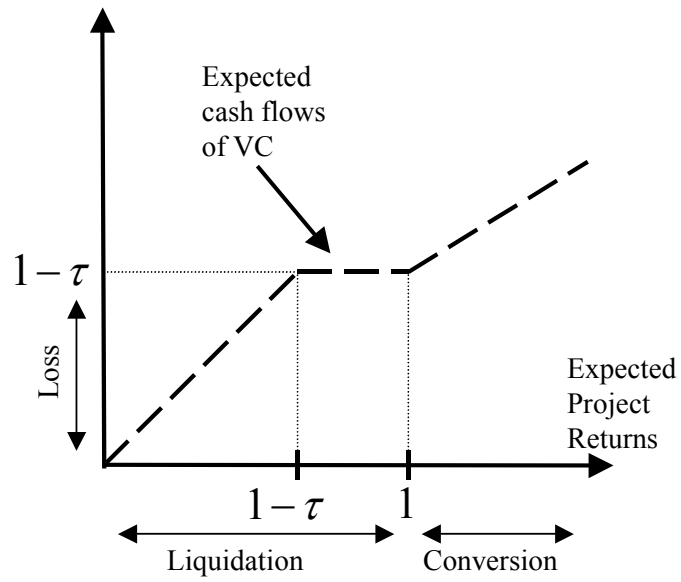 Expected
cash flows
of VC
1−τ
Loss
Expected
Project
Returns
1−τ
1
Liquidation
Conversion